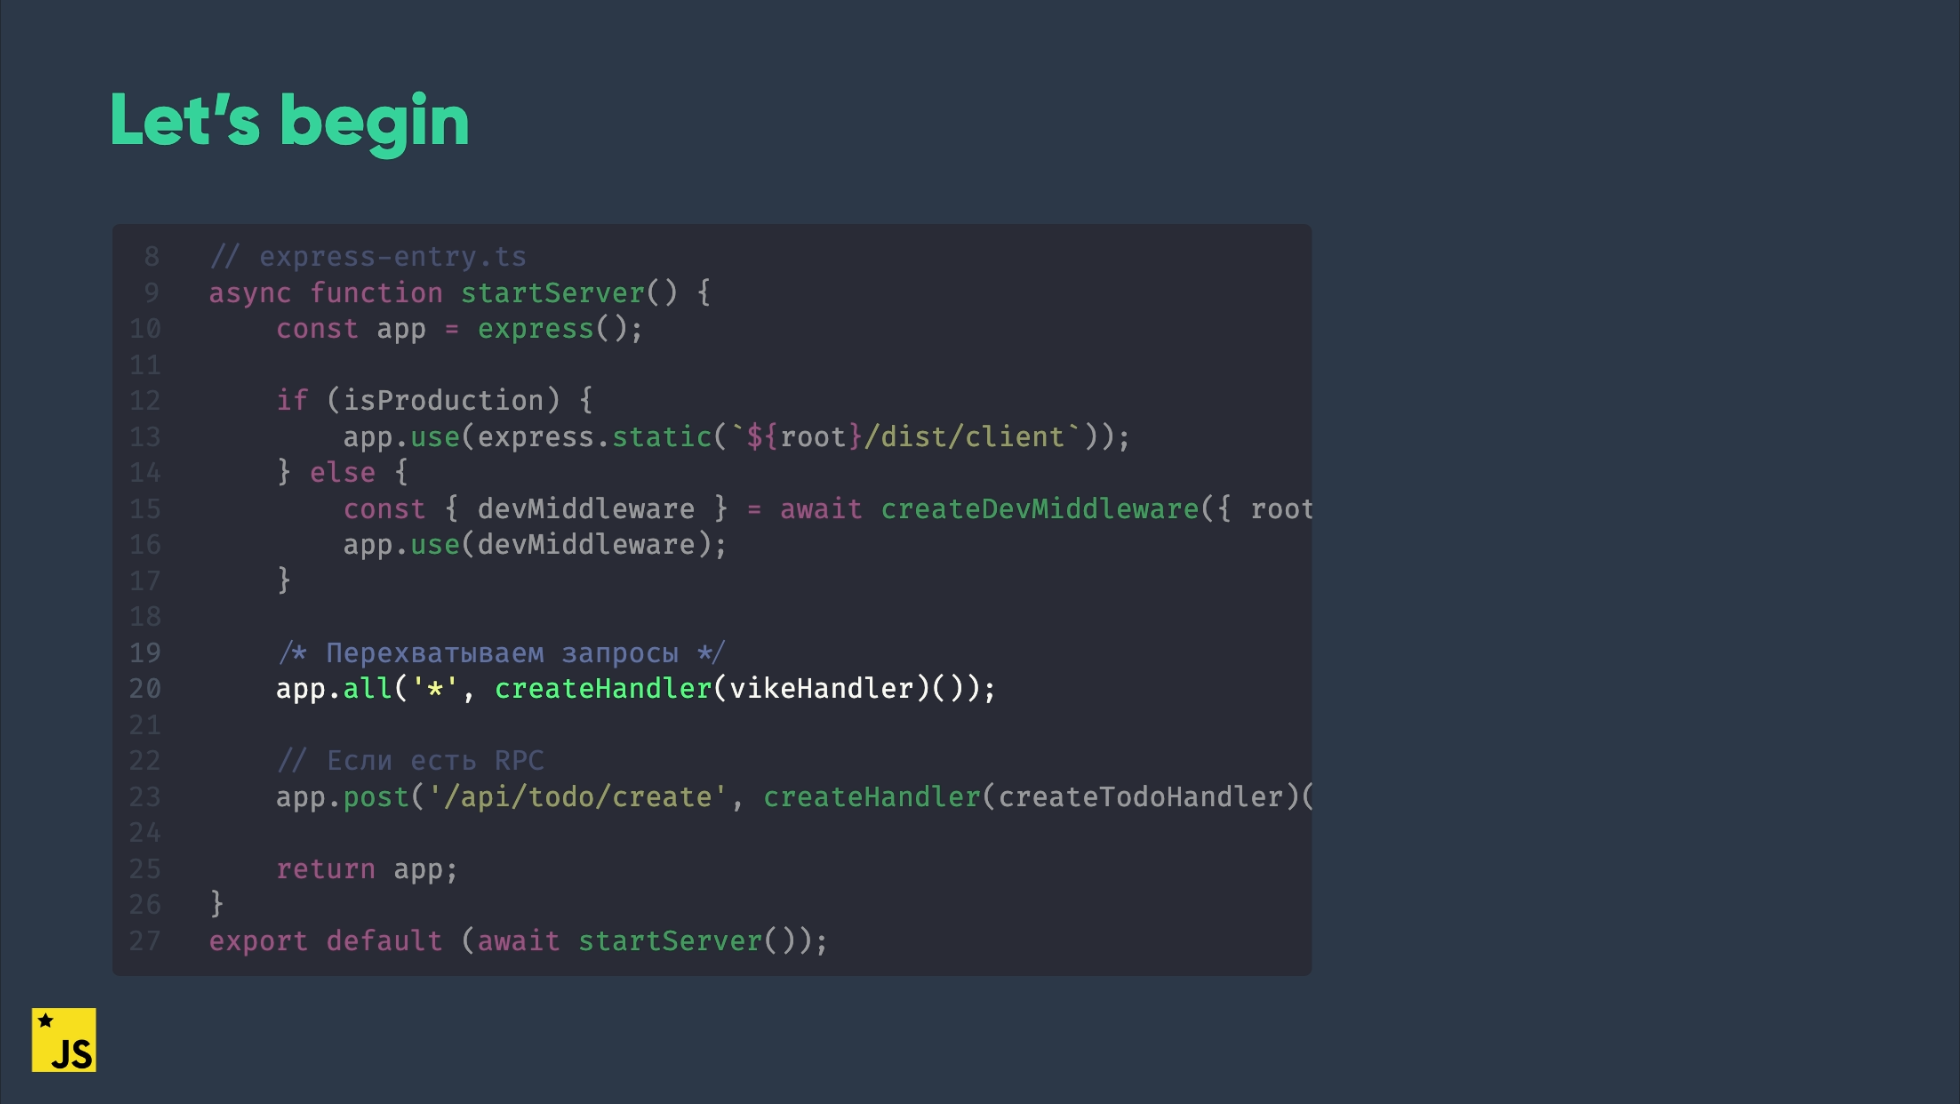 Let’s begin
8 // express-entry.ts
9 async function startServer() {
10 const app = express();
11
12 if (isProduction) {
13 app.use(express.static(`${root}/dist/client`));
14 } else {
15 const { devMiddleware } = await createDevMiddleware({ root
16 app.use(devMiddleware);
17 }
18
19 /* Перехватываем запросы */
20 app.all('*', createHandler(vikeHandler)());
21
22 // Если есть RPC
23 app.post('/api/todo/create', createHandler(createTodoHandler)(
24
25 return app;
26 }
27 export default (await startServer());
JS